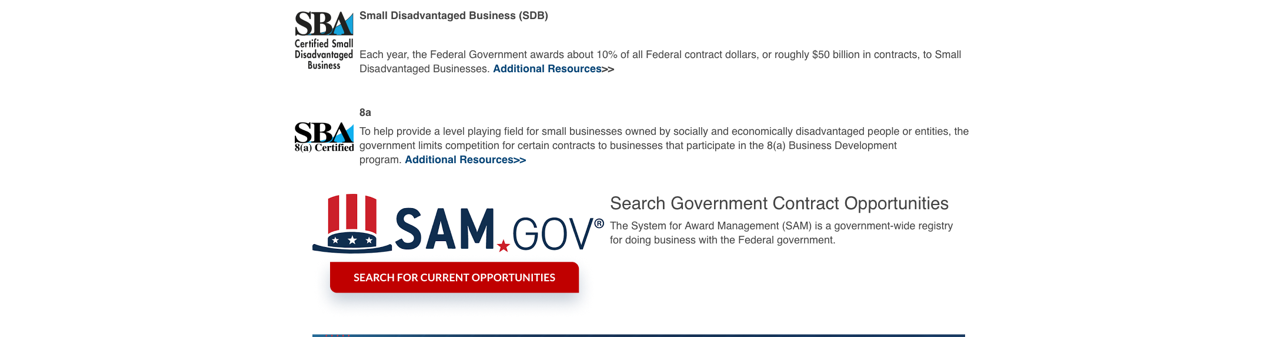 SBA
Certified Small
Disadvantaged
Business
Small Disadvantaged Business (SDB)
Each year, the Federal Government awards about 10% of all Federal contract dollars, or roughly $50 billion in contracts, to Small
Disadvantaged Businesses. Additional Resources>>
SBA
8(a) Certified
8a
To help provide a level playing field for small businesses owned by socially and economically disadvantaged people or entities, the
government limits competition for certain contracts to businesses that participate in the 8(a) Business Development
program. Additional Resources>>
SAM.GOV®
SEARCH FOR CURRENT OPPORTUNITIES
Search Government Contract Opportunities
The System for Award Management (SAM) is a government-wide registry
for doing business with the Federal government.